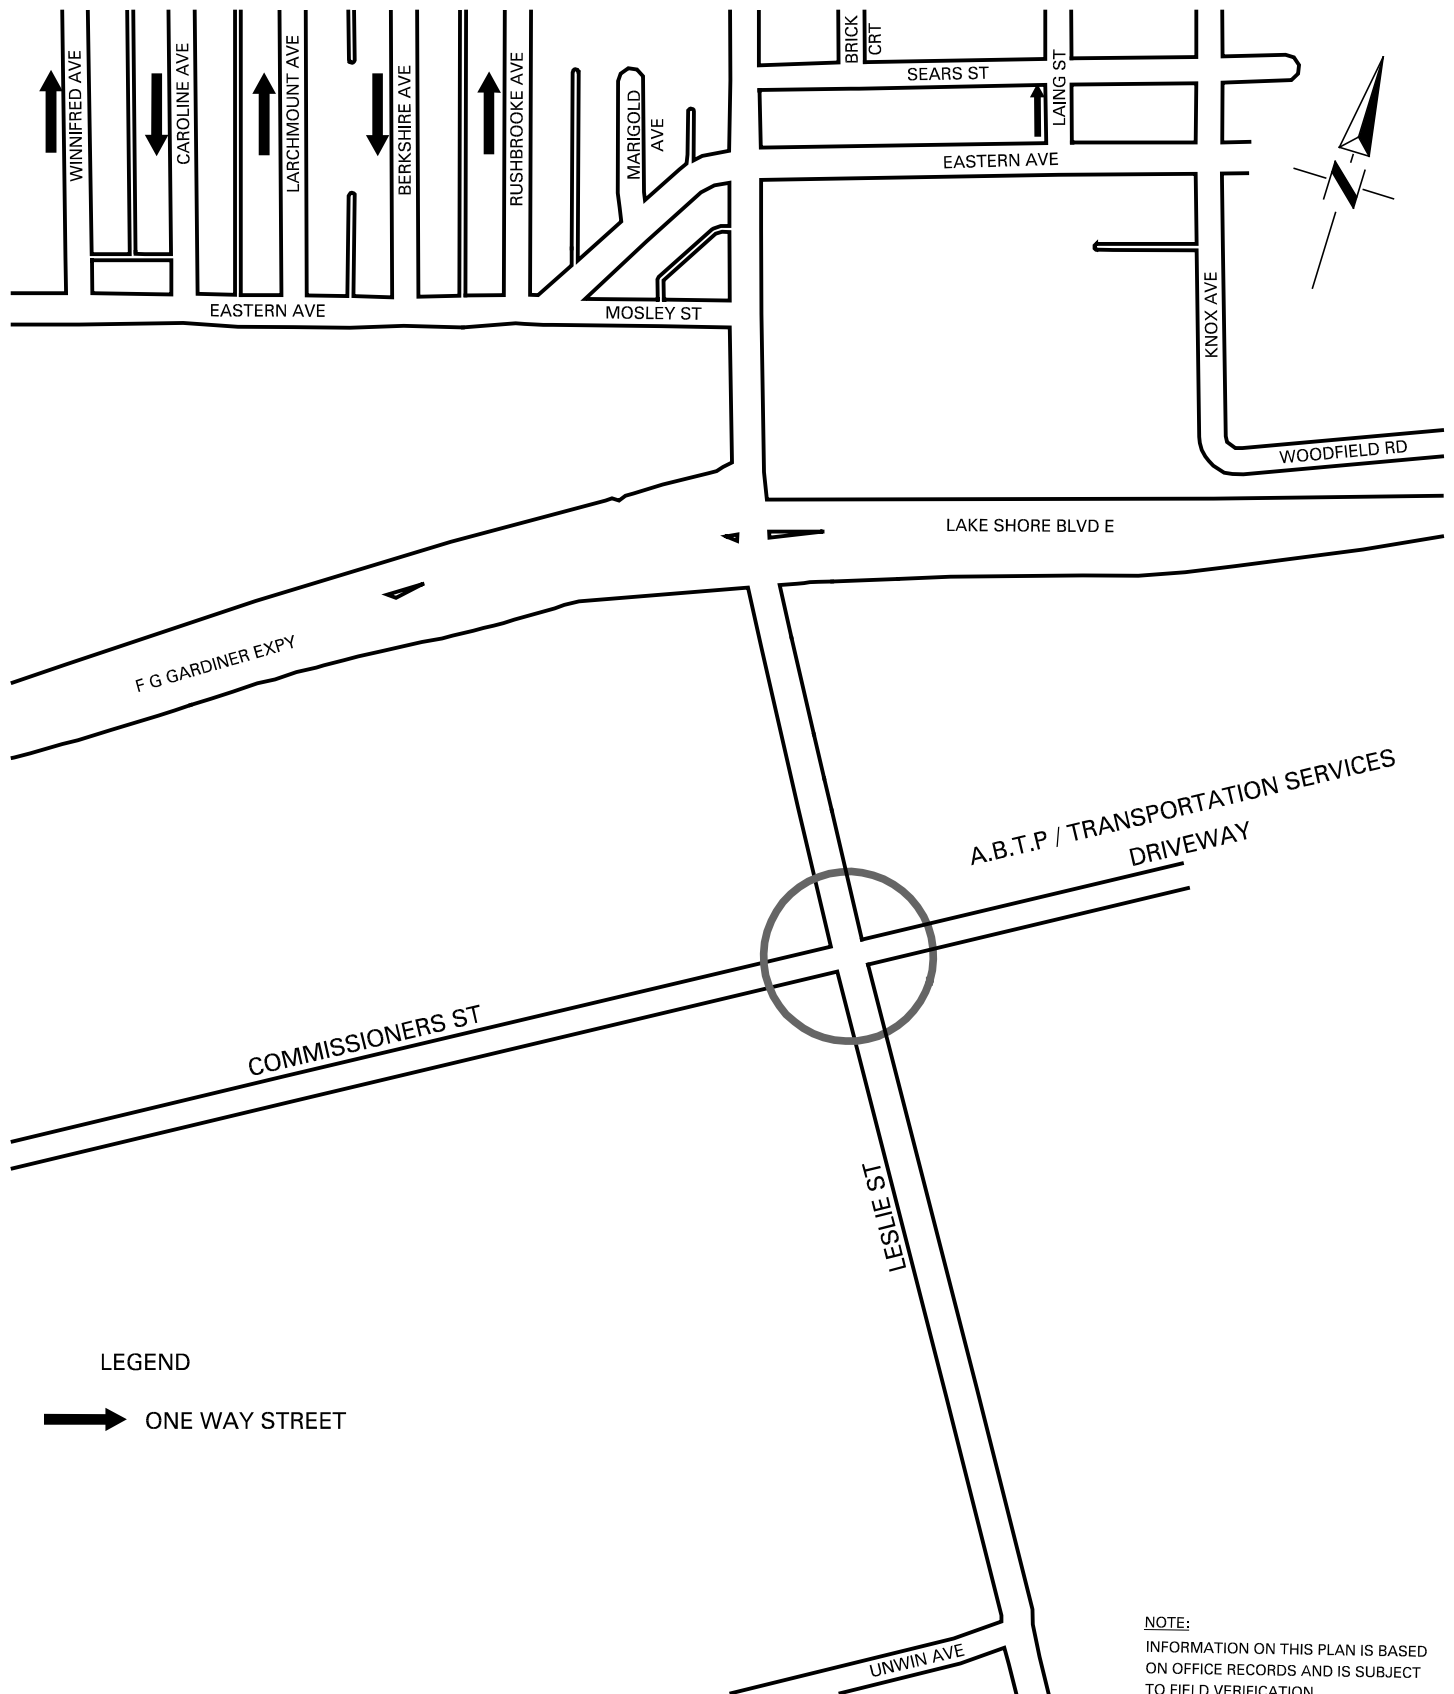 WINNIFRED AVE
CAROLINE AVE
LARCHMOUNT AVE
BERKSHIRE AVE
RUSHBROOKE AVE
MARIGOLD
AVE
BRICK
CRT
SEARS ST
LAING ST
EASTERN AVE
N
KNOX AVE
EASTERN AVE
MOSLEY ST
WOODFIELD RD
LAKE SHORE BLVD E
F G GARDINER EXPY
A.B.T.P / TRANSPORTATION SERVICES
DRIVEWAY
COMMISSIONERS ST
LESLIE ST
LEGEND
ONE WAY STREET
UNWIN AVE
NOTE:
INFORMATION ON THIS PLAN IS BASED
ON OFFICE RECORDS AND IS SUBJECT
TO FIELD VERIFICATION